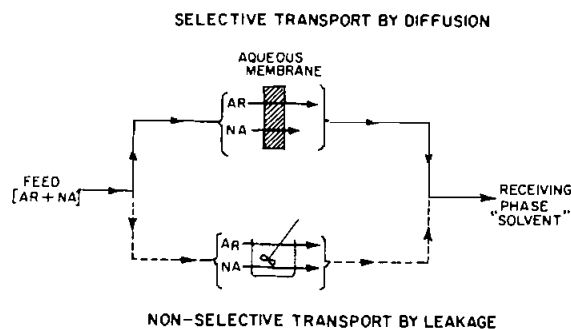 SELECTIVE TRANSPORT BY DIFFUSION
AQUEOUS
MEMBRANE
AR
NA
FEED
[AR+NA]
RECEIVING
PHASE
"SOLVENT"
AR
NA
NON-SELECTIVE TRANSPORT BY LEAKAGE